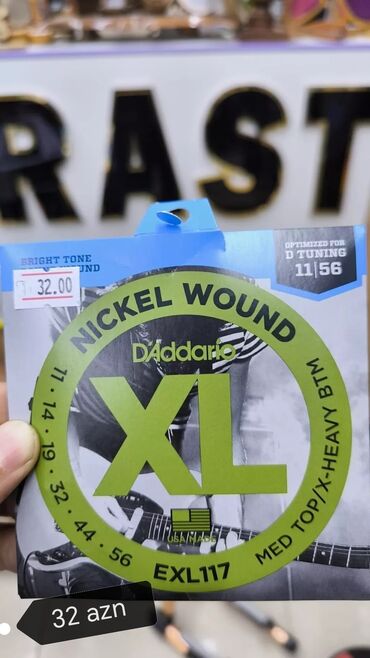 RAST
BRIGHT TONE
OPTIMIZED FOR
D TUNING
11|56
32.00
NICKEL WOUND
D'Addario
XL
11 · 14 · 19 · 32 · 44 · 56
MED TOP/X-HEAVY BTM
USA MADE
EXL117
32 azn